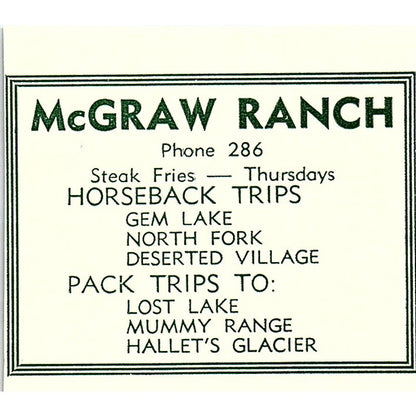 McGRAW RANCH
Phone 286
Steak Fries — Thursdays
HORSEBACK TRIPS
GEM LAKE
NORTH FORK
DESERTED VILLAGE
PACK TRIPS TO:
LOST LAKE
MUMMY RANGE
HALLET'S GLACIER